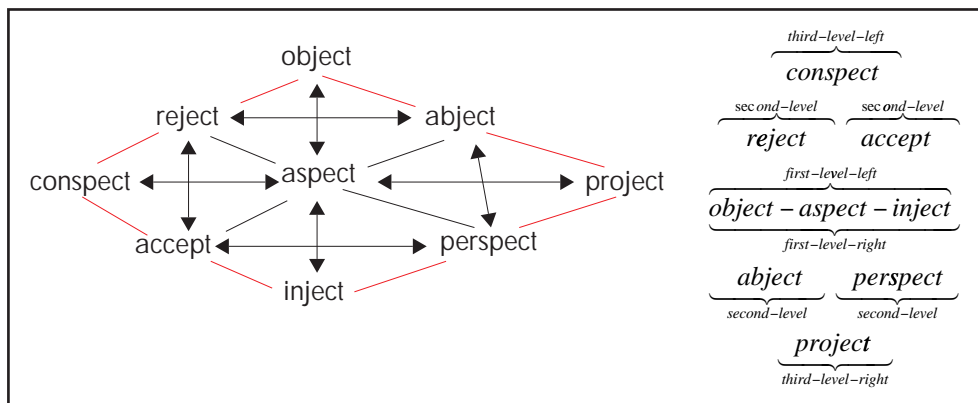 object
reject abject
aspect
conspect project
accept perspect
inject
third–level–left
conspect
second–level second–level
reject accept
first–level–left
object – aspect – inject
first–level–right
abject perspect
second–level second–level
project
third–level–right